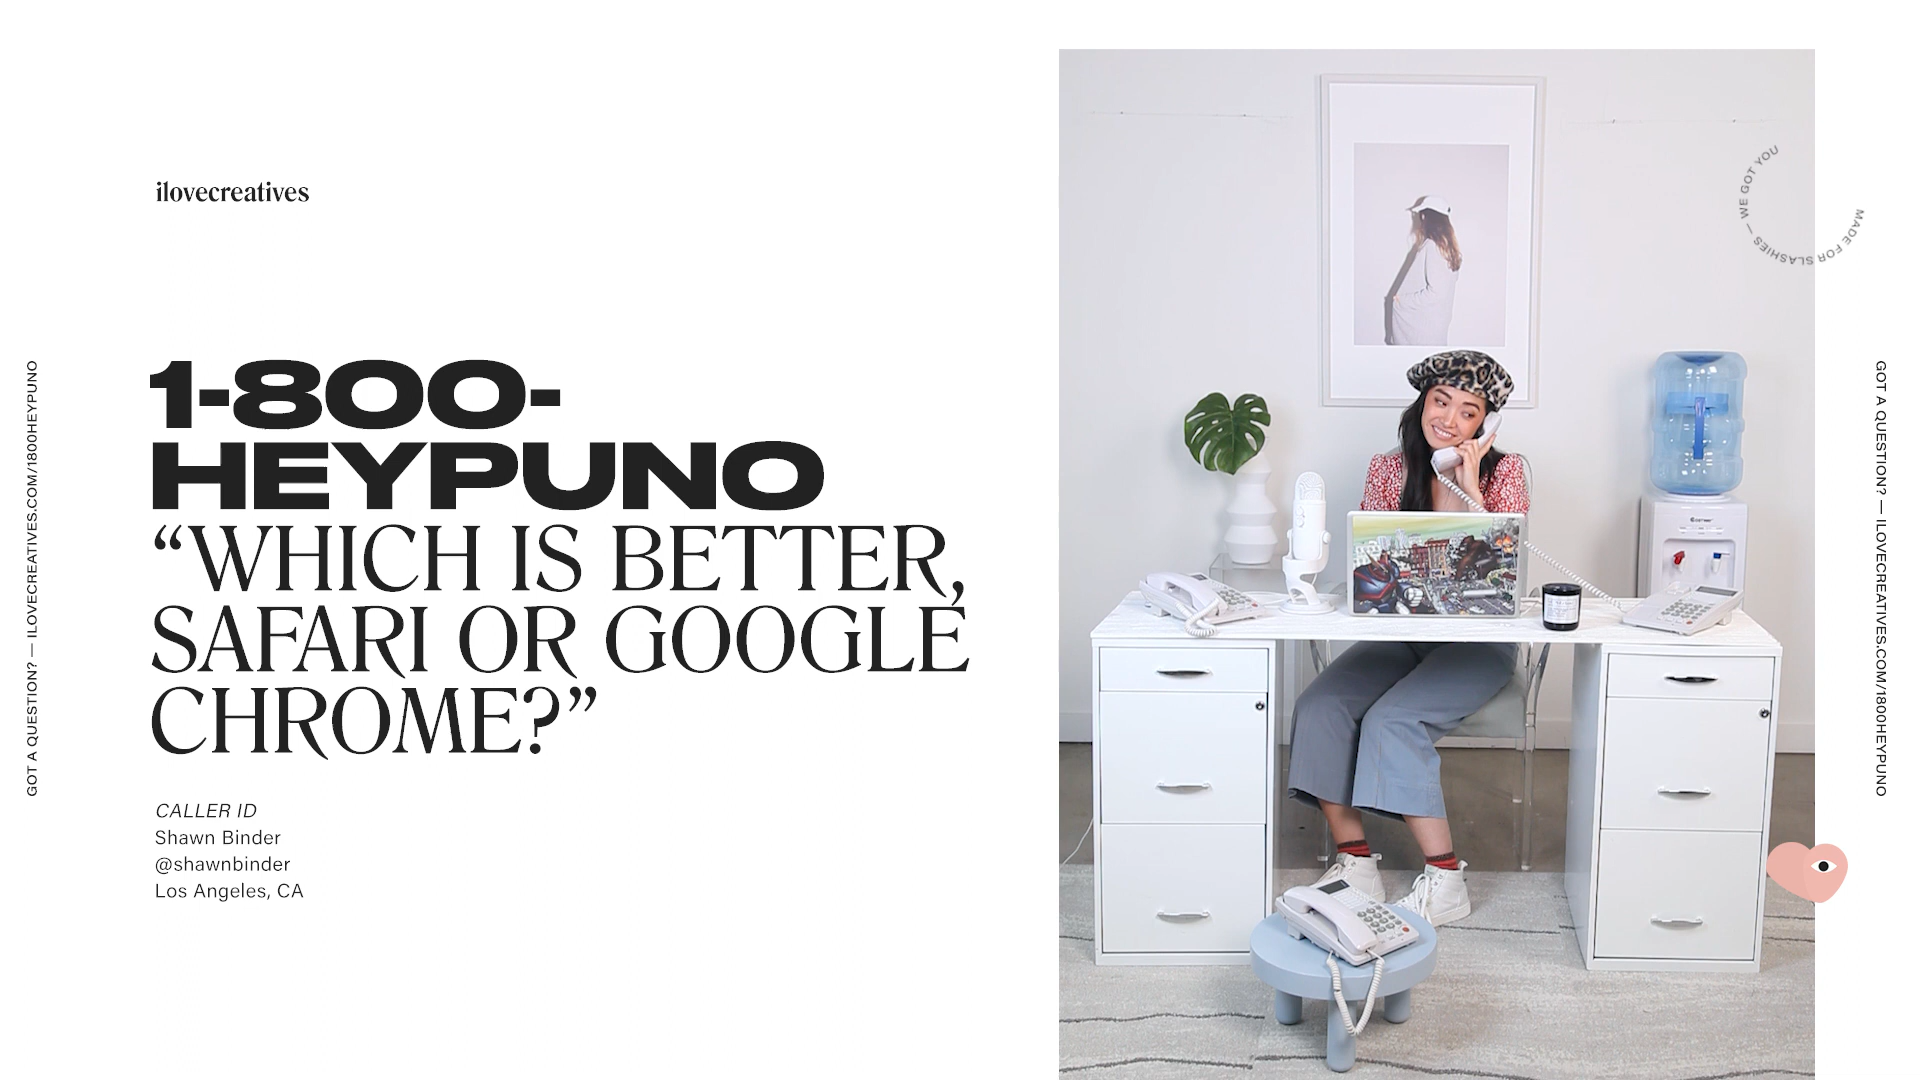 ilovecreatives
1-800-
HEYPUNO
“WHICH IS BETTER,
SAFARI OR GOOGLE
CHROME?”
CALLER ID
Shawn Binder
@shawnbinder
Los Angeles, CA
GOT A QUESTION? — ILOVECREATIVES.COM/1800HEYPUNO
MADE FOR SLASHIES — WE GOT YOU
GOT A QUESTION? — ILOVECREATIVES.COM/1800HEYPUNO